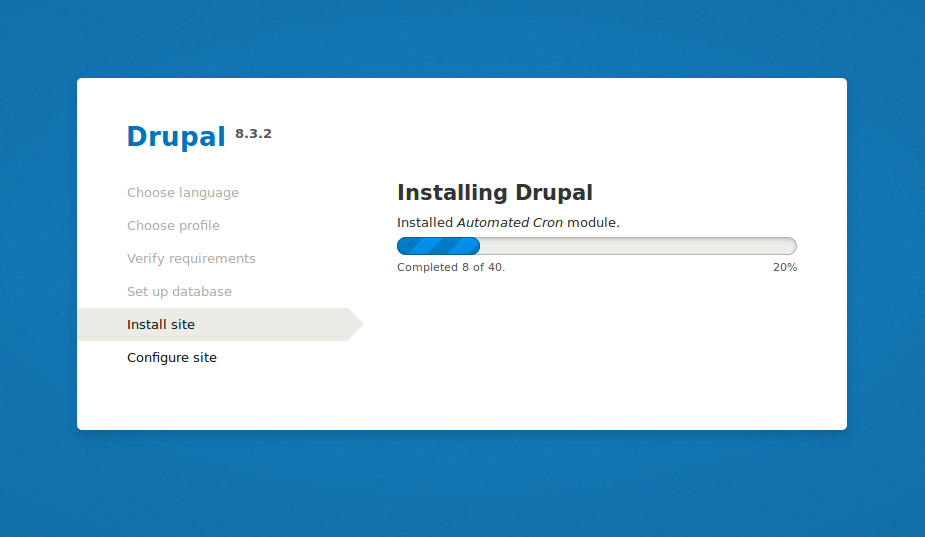 Drupal 8.3.2
Choose language
Choose profile
Verify requirements
Set up database
Install site
Configure site
Installing Drupal
Installed Automated Cron module.
Completed 8 of 40. 20%